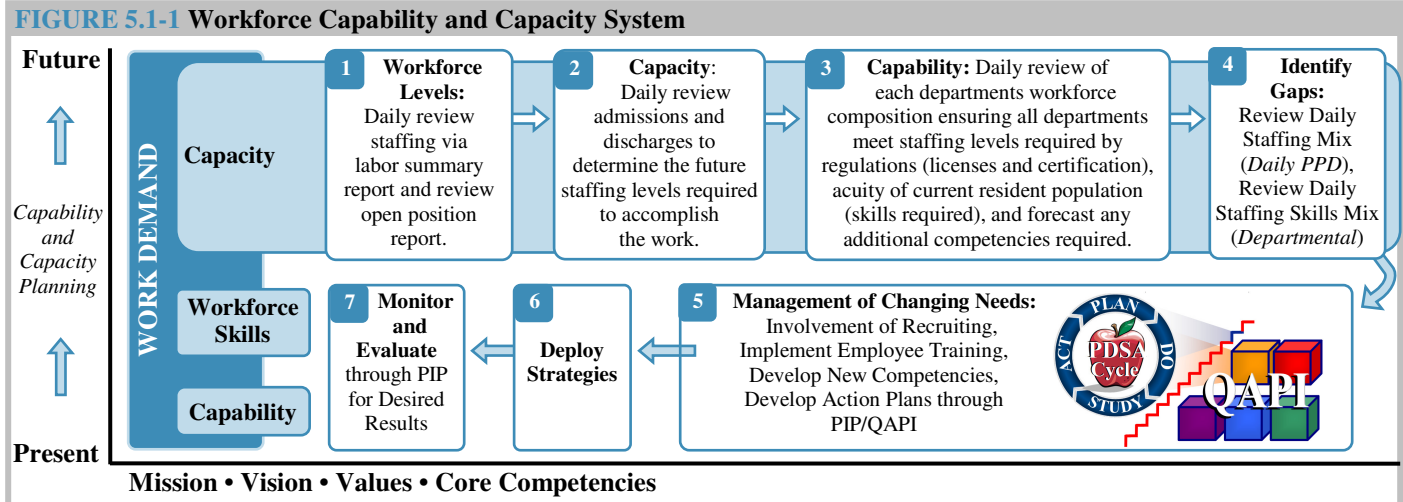 FIGURE 5.1-1 Workforce Capability and Capacity System
Future
Capability
and
Capacity
Planning
Present
WORK DEMAND
Capacity
Workforce
Skills
Capability
1 Workforce
Levels:
Daily review
staffing via
labor summary
report and review
open position
report.
2 Capacity:
Daily review
admissions and
discharges to
determine the future
staffing levels required
to accomplish
the work.
3 Capability: Daily review of
each departments workforce
composition ensuring all departments
meet staffing levels required by
regulations (licenses and certification),
acuity of current resident population
(skills required), and forecast any
additional competencies required.
4 Identify
Gaps:
Review Daily
Staffing Mix
(Daily PPD),
Review Daily
Staffing Skills Mix
(Departmental)
5 Management of Changing Needs:
Involvement of Recruiting,
Implement Employee Training,
Develop New Competencies,
Develop Action Plans through
PIP/QAPI
PLAN
DO
STUDY
ACT
PDSA
Cycle
QAPI
6
Deploy
Strategies
7 Monitor
and
Evaluate
through PIP
for Desired
Results
Mission • Vision • Values • Core Competencies